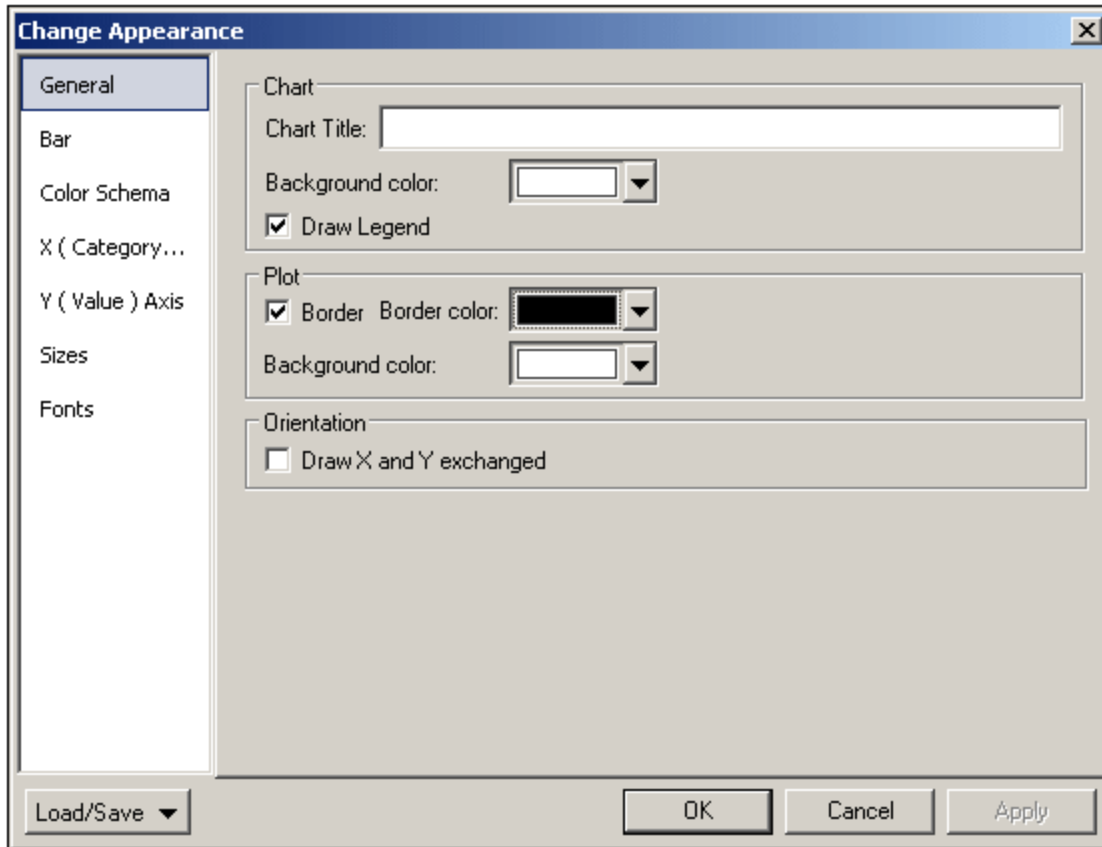 Change Appearance
General
Bar
Color Schema
X ( Category...
Y ( Value ) Axis
Sizes
Fonts
Chart
Chart Title:
Background color:
Draw Legend
Plot
Border Border color:
Background color:
Orientation
Draw X and Y exchanged
Load/Save OK Cancel Apply